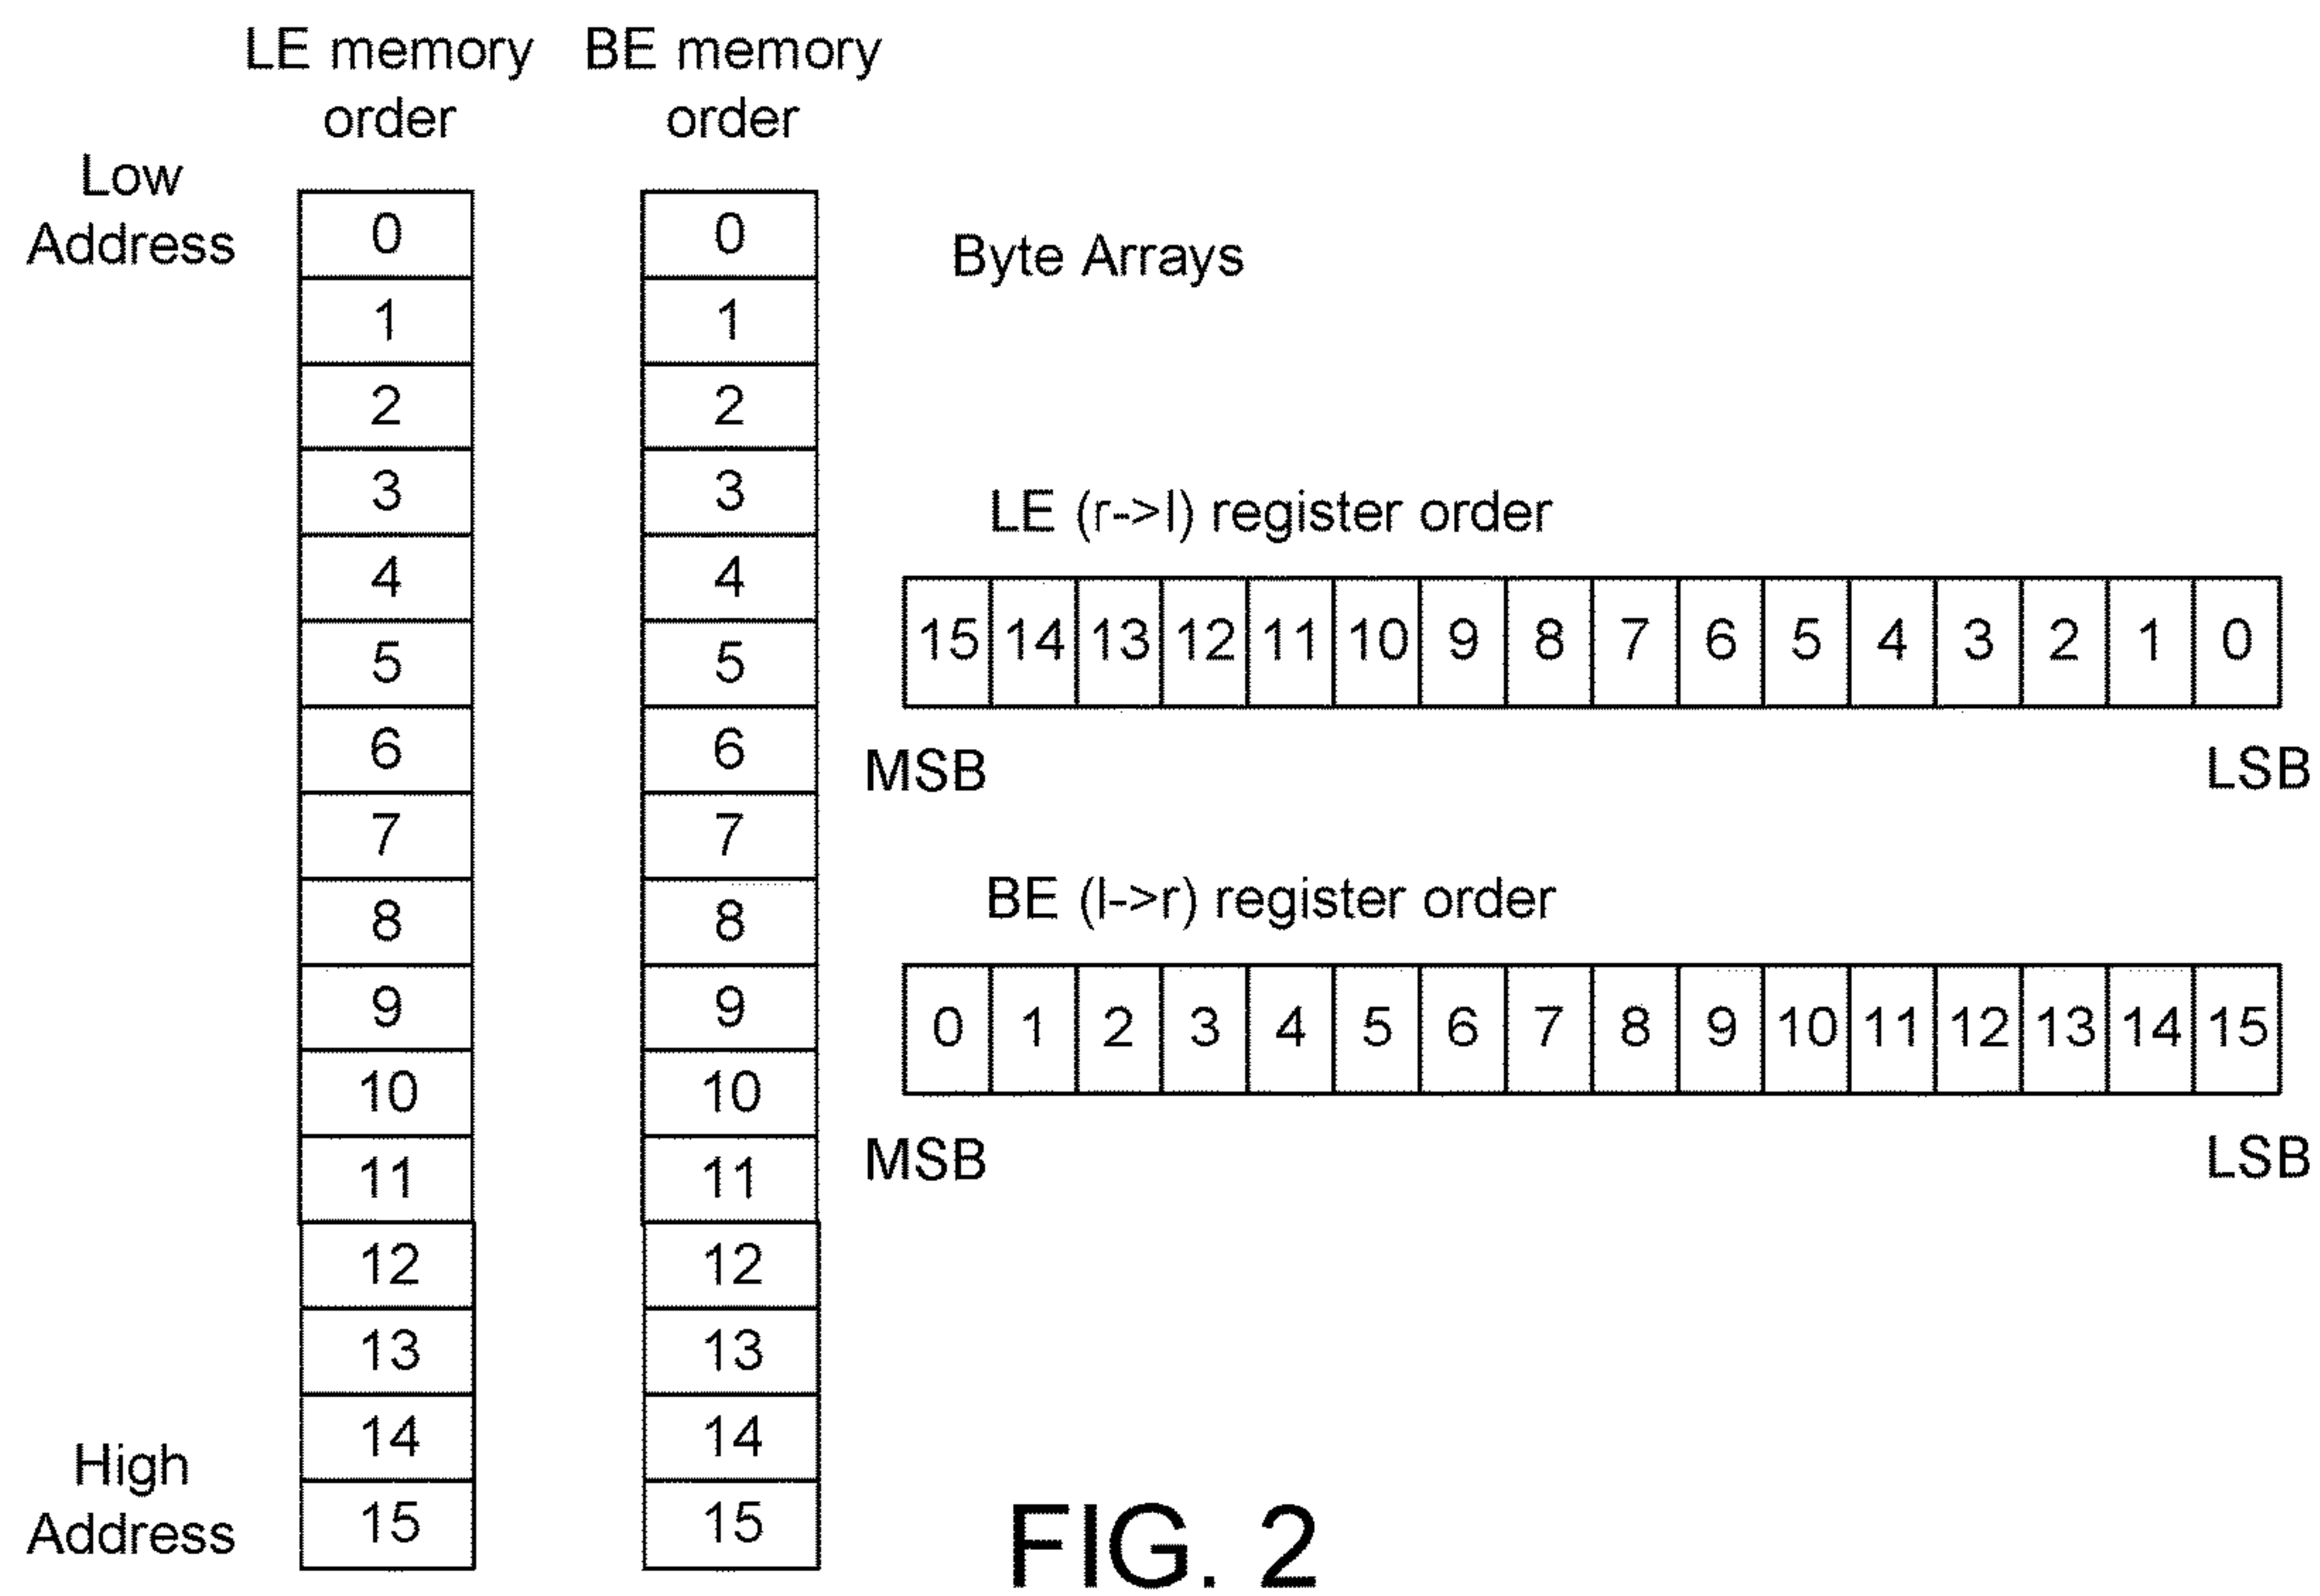 LE memory order
BE memory order
Low Address
0 0
1 1
2 2
3 3
4 4
5 5
6 6
7 7
8 8
9 9
10 10
11 11
12 12
13 13
14 14
15 15
High Address
Byte Arrays
LE (r->l) register order
15 14 13 12 11 10 9 8 7 6 5 4 3 2 1 0
MSB LSB
BE (l->r) register order
0 1 2 3 4 5 6 7 8 9 10 11 12 13 14 15
MSB LSB
FIG. 2